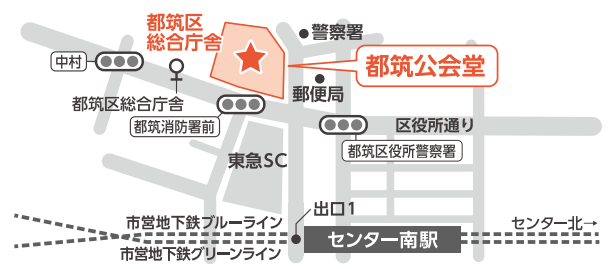 都筑区
総合庁舎
警察署
中村
都筑公会堂
郵便局
都筑区総合庁舎
都筑消防署前
区役所通り
都筑区役所警察署
東急SC
出口1
市営地下鉄ブルーライン
センター北→
センター南駅
市営地下鉄グリーンライン